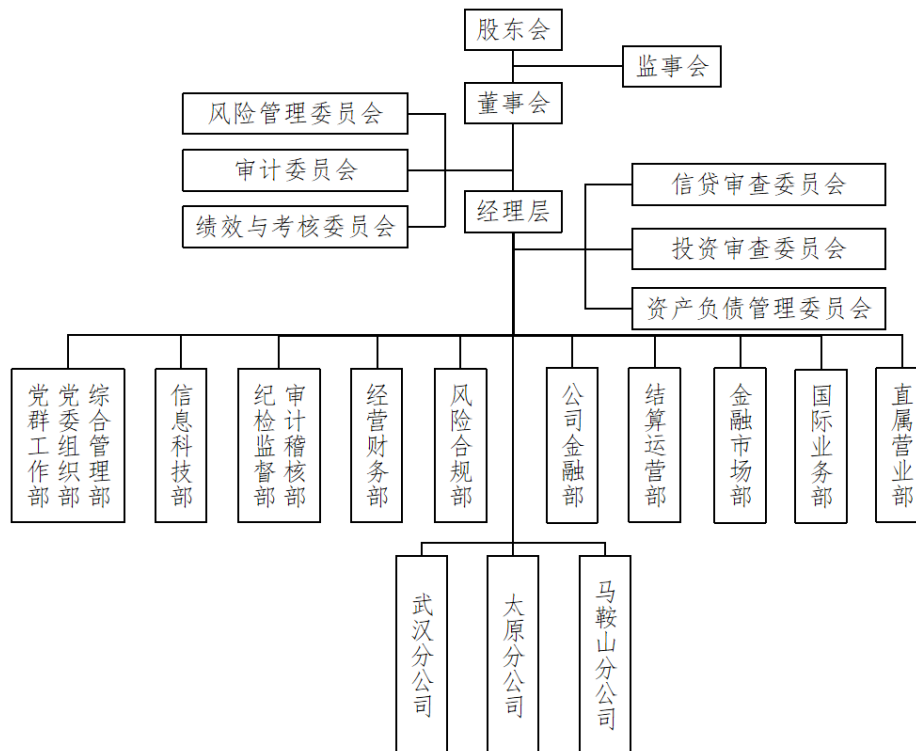 股东会
监事会
董事会
风险管理委员会
审计委员会
绩效与考核委员会
经理层
信贷审查委员会
投资审查委员会
资产负债管理委员会
综合管理部
党委组织部
党群工作部
信息科技部
审计稽核部
纪检监督部
经营财务部
风险合规部
公司金融部
结算运营部
金融市场部
国际业务部
直属营业部
武汉分公司
太原分公司
马鞍山分公司